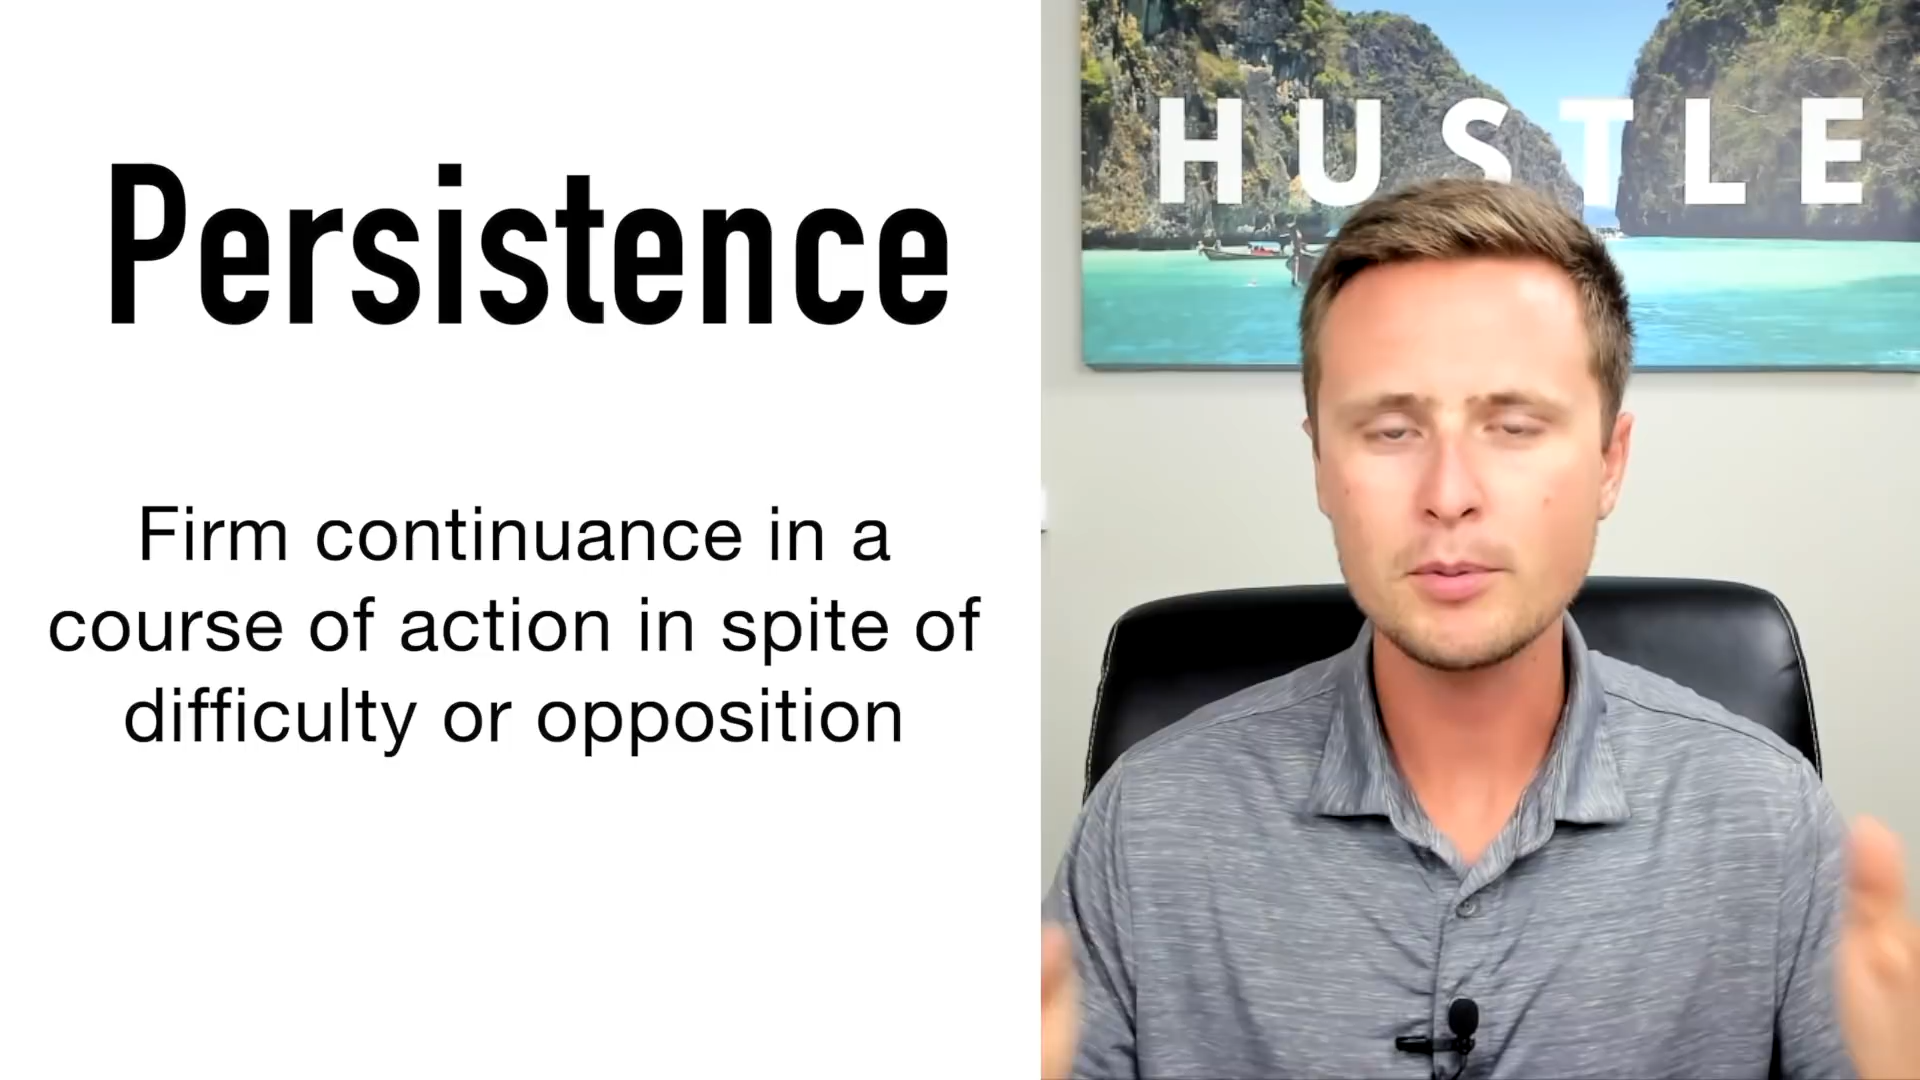 Persistence
Firm continuance in a
course of action in spite of
difficulty or opposition
HUSTLE